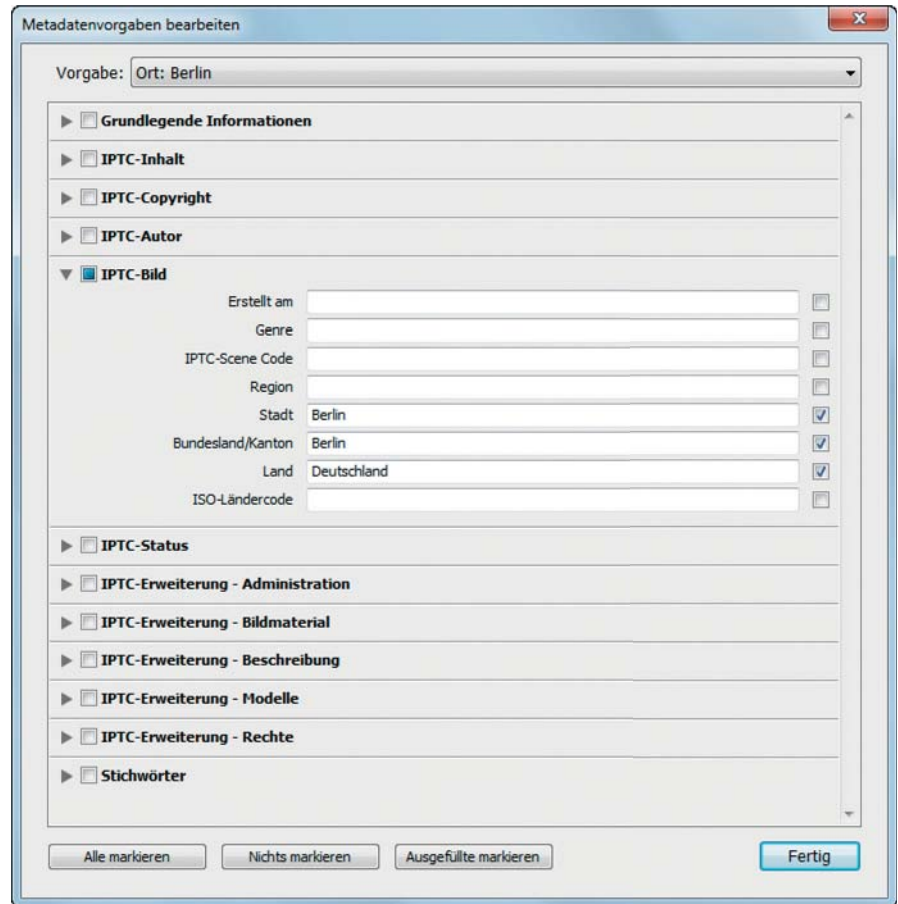 Metadatenvorgaben bearbeiten
Vorgabe: Ort: Berlin
Grundlegende Informationen
IPTC-Inhalt
IPTC-Copyright
IPTC-Autor
IPTC-Bild
Erstellt am
Genre
IPTC-Scene Code
Region
Stadt Berlin
Bundesland/Kanton Berlin
Land Deutschland
ISO-Ländercode
IPTC-Status
IPTC-Erweiterung - Administration
IPTC-Erweiterung - Bildmaterial
IPTC-Erweiterung - Beschreibung
IPTC-Erweiterung - Modelle
IPTC-Erweiterung - Rechte
Stichwörter
Alle markieren Nichts markieren Ausgefüllte markieren Fertig